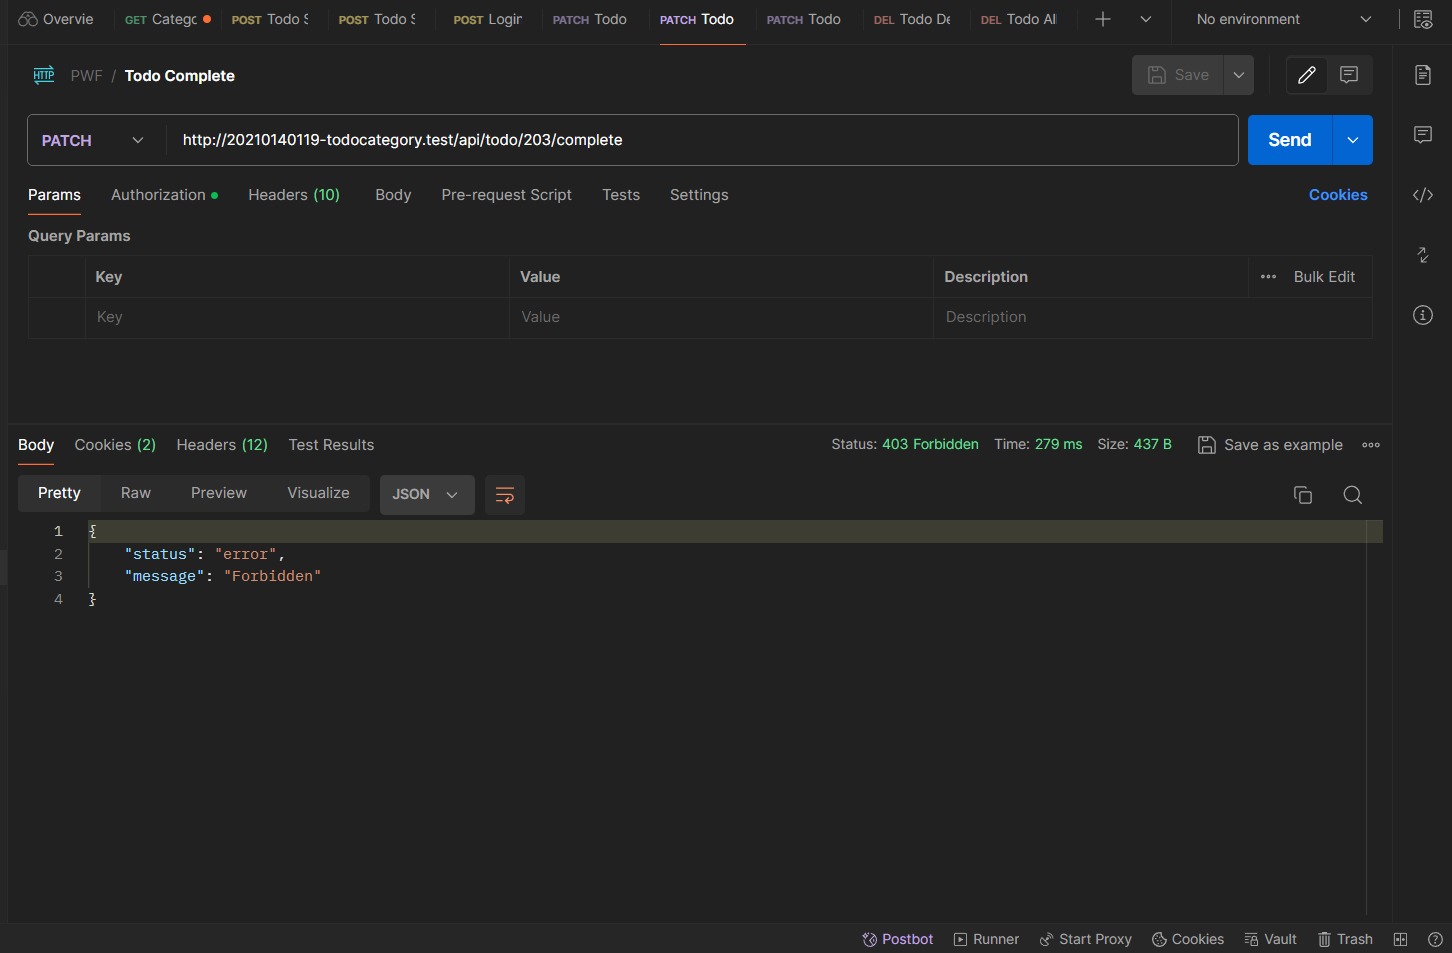 Overvie GET Catego POST Todo S POST Todo S POST Login PATCH Todo PATCH Todo PATCH Todo DEL Todo De DEL Todo Al No environment
HTTP PWF / Todo Complete Save
PATCH http://20210140119-todocategory.test/api/todo/203/complete Send
Params Authorization Headers (10) Body Pre-request Script Tests Settings Cookies
Query Params
Key Value Description Bulk Edit
Key Value Description
Body Cookies (2) Headers (12) Test Results Status: 403 Forbidden Time: 279 ms Size: 437 B Save as example
Pretty Raw Preview Visualize JSON
1 {
2 "status": "error",
3 "message": "Forbidden"
4 }
Postbot Runner Start Proxy Cookies Vault Trash